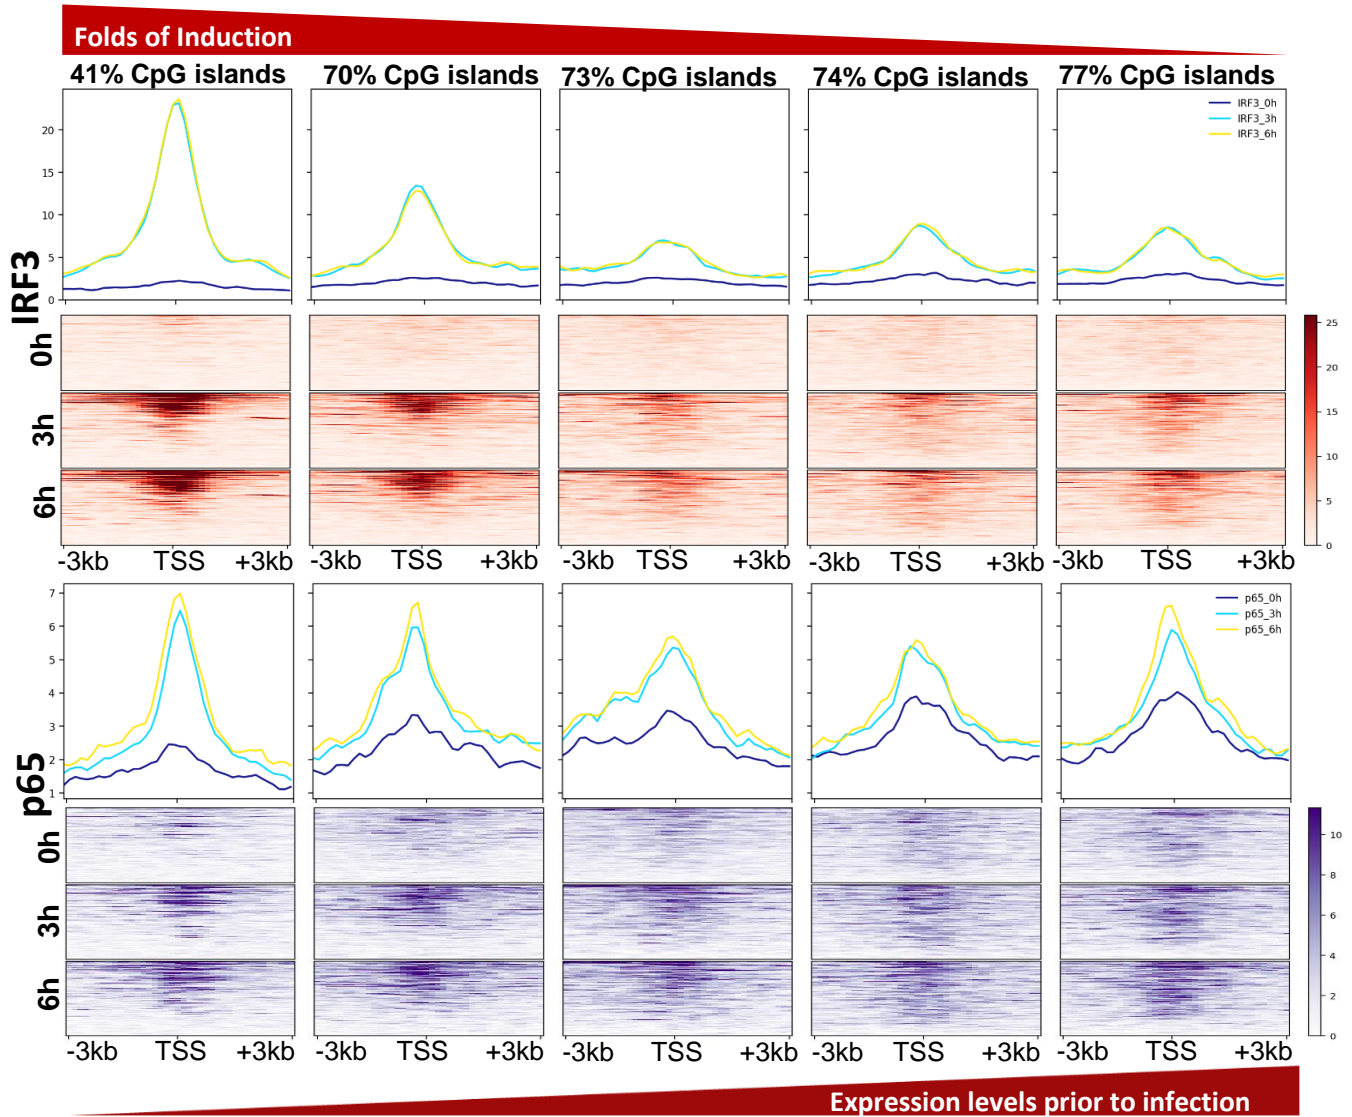 Folds of Induction
41% CpG islands 70% CpG islands 73% CpG islands 74% CpG islands 77% CpG islands
IRF3
20
15
10
5
0
IRF3_0h
IRF3_3h
IRF3_6h
0h
3h
6h
25
20
15
10
5
0
-3kb TSS +3kb -3kb TSS +3kb -3kb TSS +3kb -3kb TSS +3kb -3kb TSS +3kb
p65
7
6
5
4
3
2
1
p65_0h
p65_3h
p65_6h
0h
3h
6h
10
8
6
4
2
0
-3kb TSS +3kb -3kb TSS +3kb -3kb TSS +3kb -3kb TSS +3kb -3kb TSS +3kb
Expression levels prior to infection